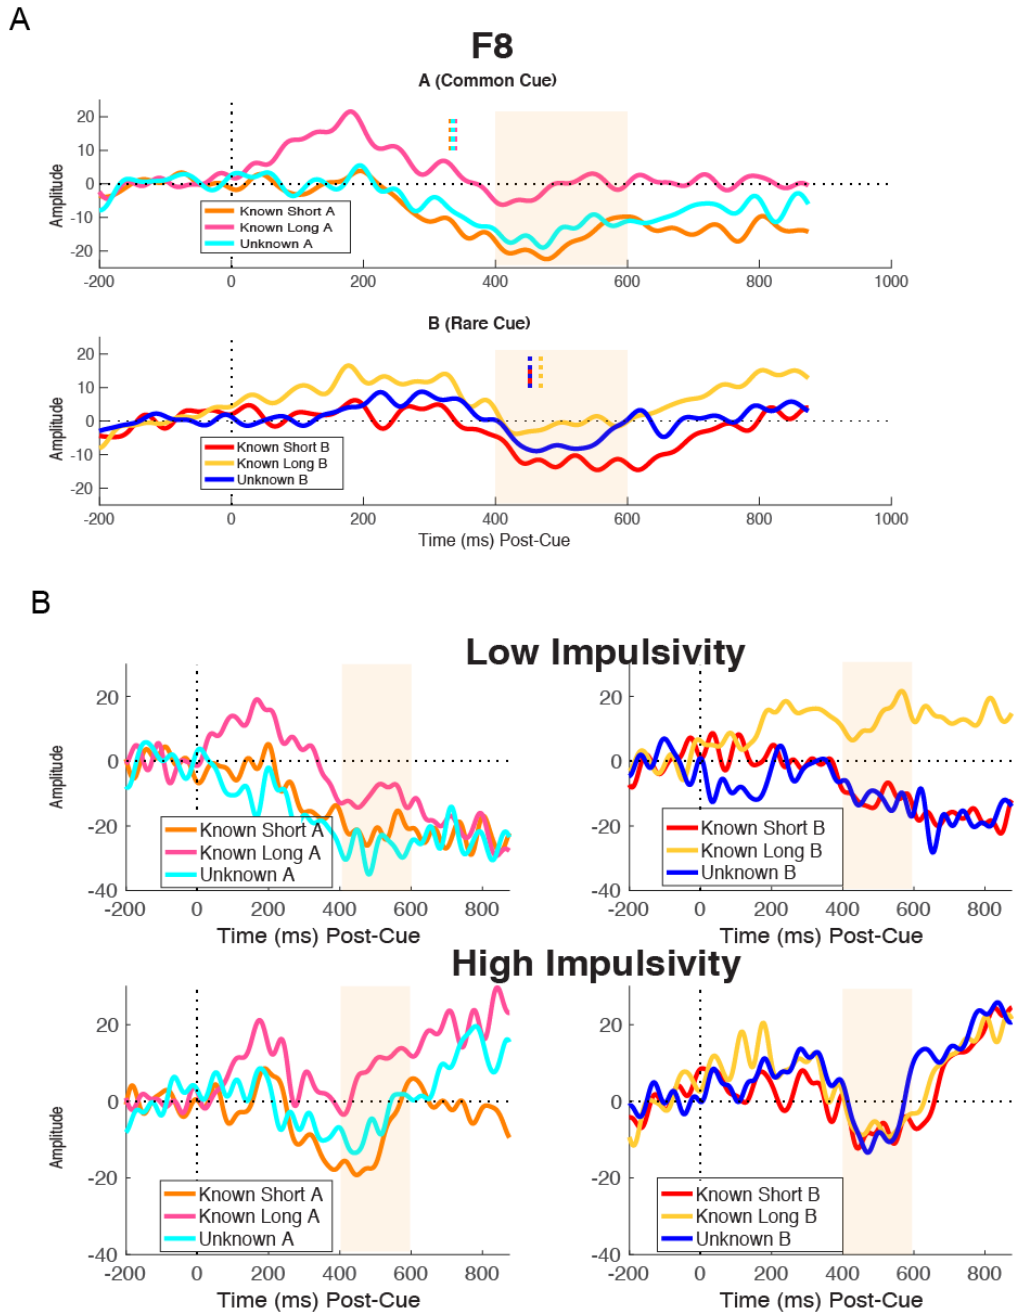 A
F8
A (Common Cue)
Amplitude
20
10
0
-10
-20
Known Short A
Known Long A
Unknown A
-200 0 200 400 600 800 1000
B (Rare Cue)
Amplitude
20
10
0
-10
-20
Known Short B
Known Long B
Unknown B
-200 0 200 400 600 800 1000
Time (ms) Post-Cue
B
Low Impulsivity
Amplitude
20
0
-20
-40
Known Short A
Known Long A
Unknown A
-200 0 200 400 600 800
Time (ms) Post-Cue
20
0
-20
-40
Known Short B
Known Long B
Unknown B
-200 0 200 400 600 800
Time (ms) Post-Cue
High Impulsivity
Amplitude
20
0
-20
-40
Known Short A
Known Long A
Unknown A
-200 0 200 400 600 800
Time (ms) Post-Cue
20
0
-20
-40
Known Short B
Known Long B
Unknown B
-200 0 200 400 600 800
Time (ms) Post-Cue